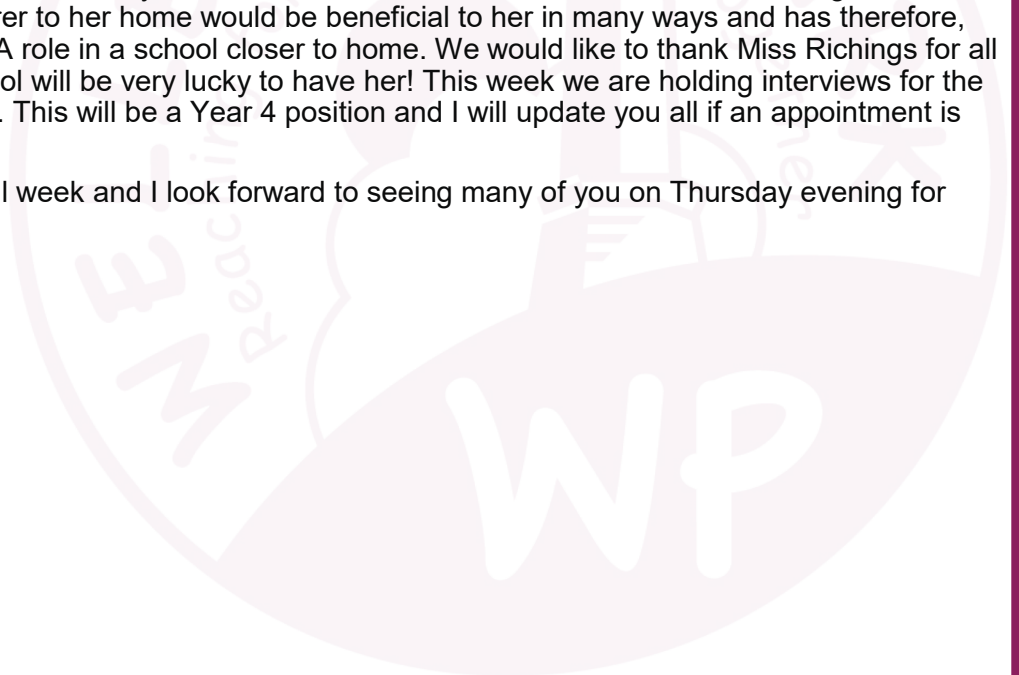 rer to her home would be beneficial to her in many ways and has therefore,
A role in a school closer to home. We would like to thank Miss Richings for all
ol will be very lucky to have her! This week we are holding interviews for the
. This will be a Year 4 position and I will update you all if an appointment is
l week and I look forward to seeing many of you on Thursday evening for
WP